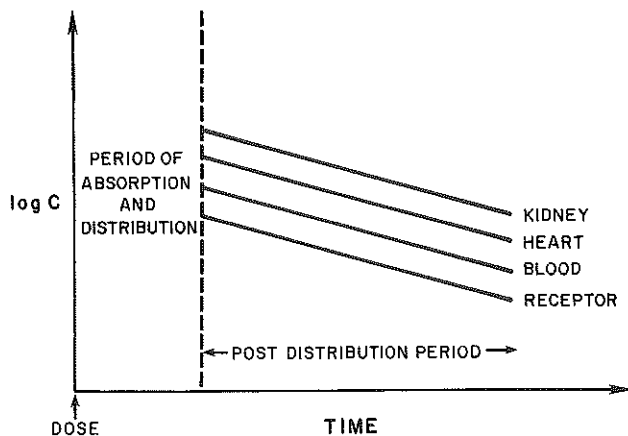 PERIOD OF
ABSORPTION
AND
DISTRIBUTION
log C
KIDNEY
HEART
BLOOD
RECEPTOR
POST DISTRIBUTION PERIOD
DOSE
TIME